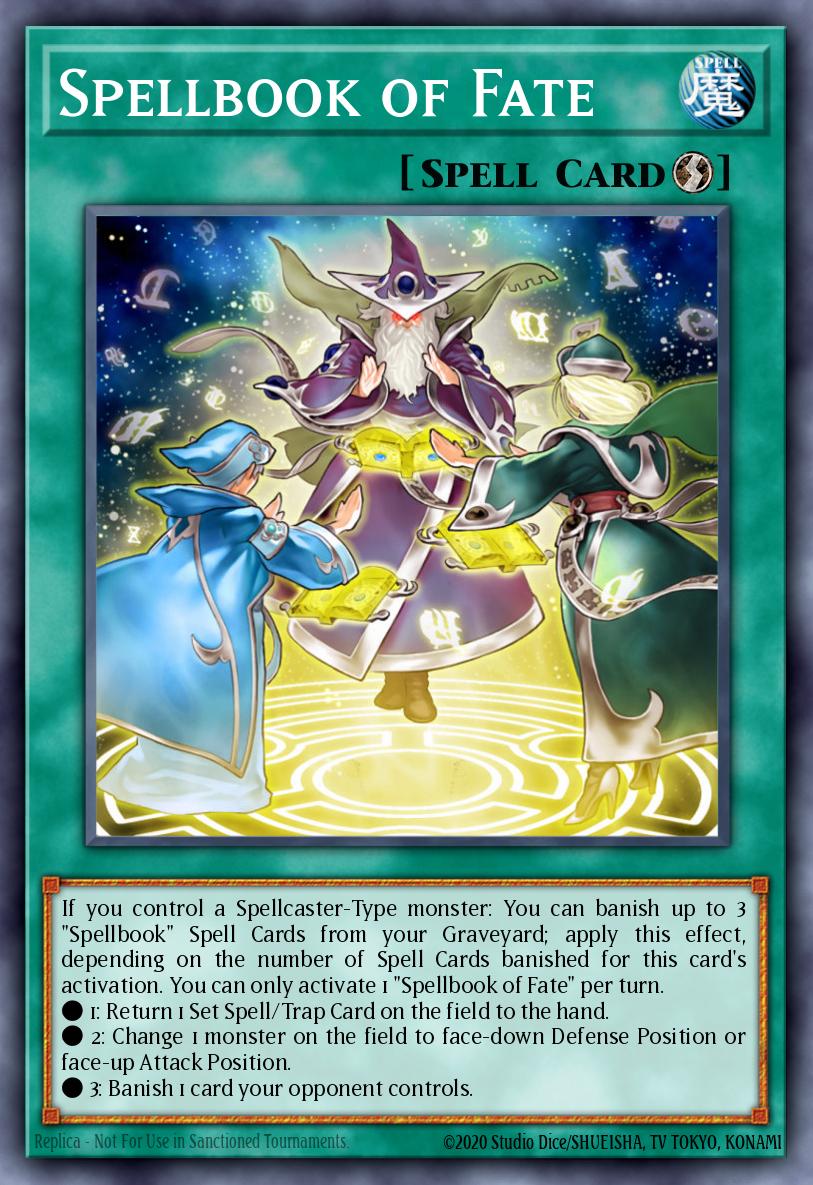 Spellbook of Fate
SPELL
魔
[Spell Card]
If you control a Spellcaster-Type monster: You can banish up to 3
"Spellbook" Spell Cards from your Graveyard; apply this effect,
depending on the number of Spell Cards banished for this card's
activation. You can only activate 1 "Spellbook of Fate" per turn.
● 1: Return 1 Set Spell/Trap Card on the field to the hand.
● 2: Change 1 monster on the field to face-down Defense Position or
face-up Attack Position.
● 3: Banish 1 card your opponent controls.
Replica - Not For Use in Sanctioned Tournaments.
©2020 Studio Dice/SHUEISHA, TV TOKYO, KONAMI